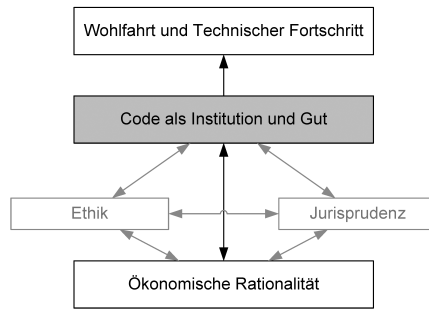 Wohlfahrt und Technischer Fortschritt
Code als Institution und Gut
Ethik
Jurisprudenz
Ökonomische Rationalität